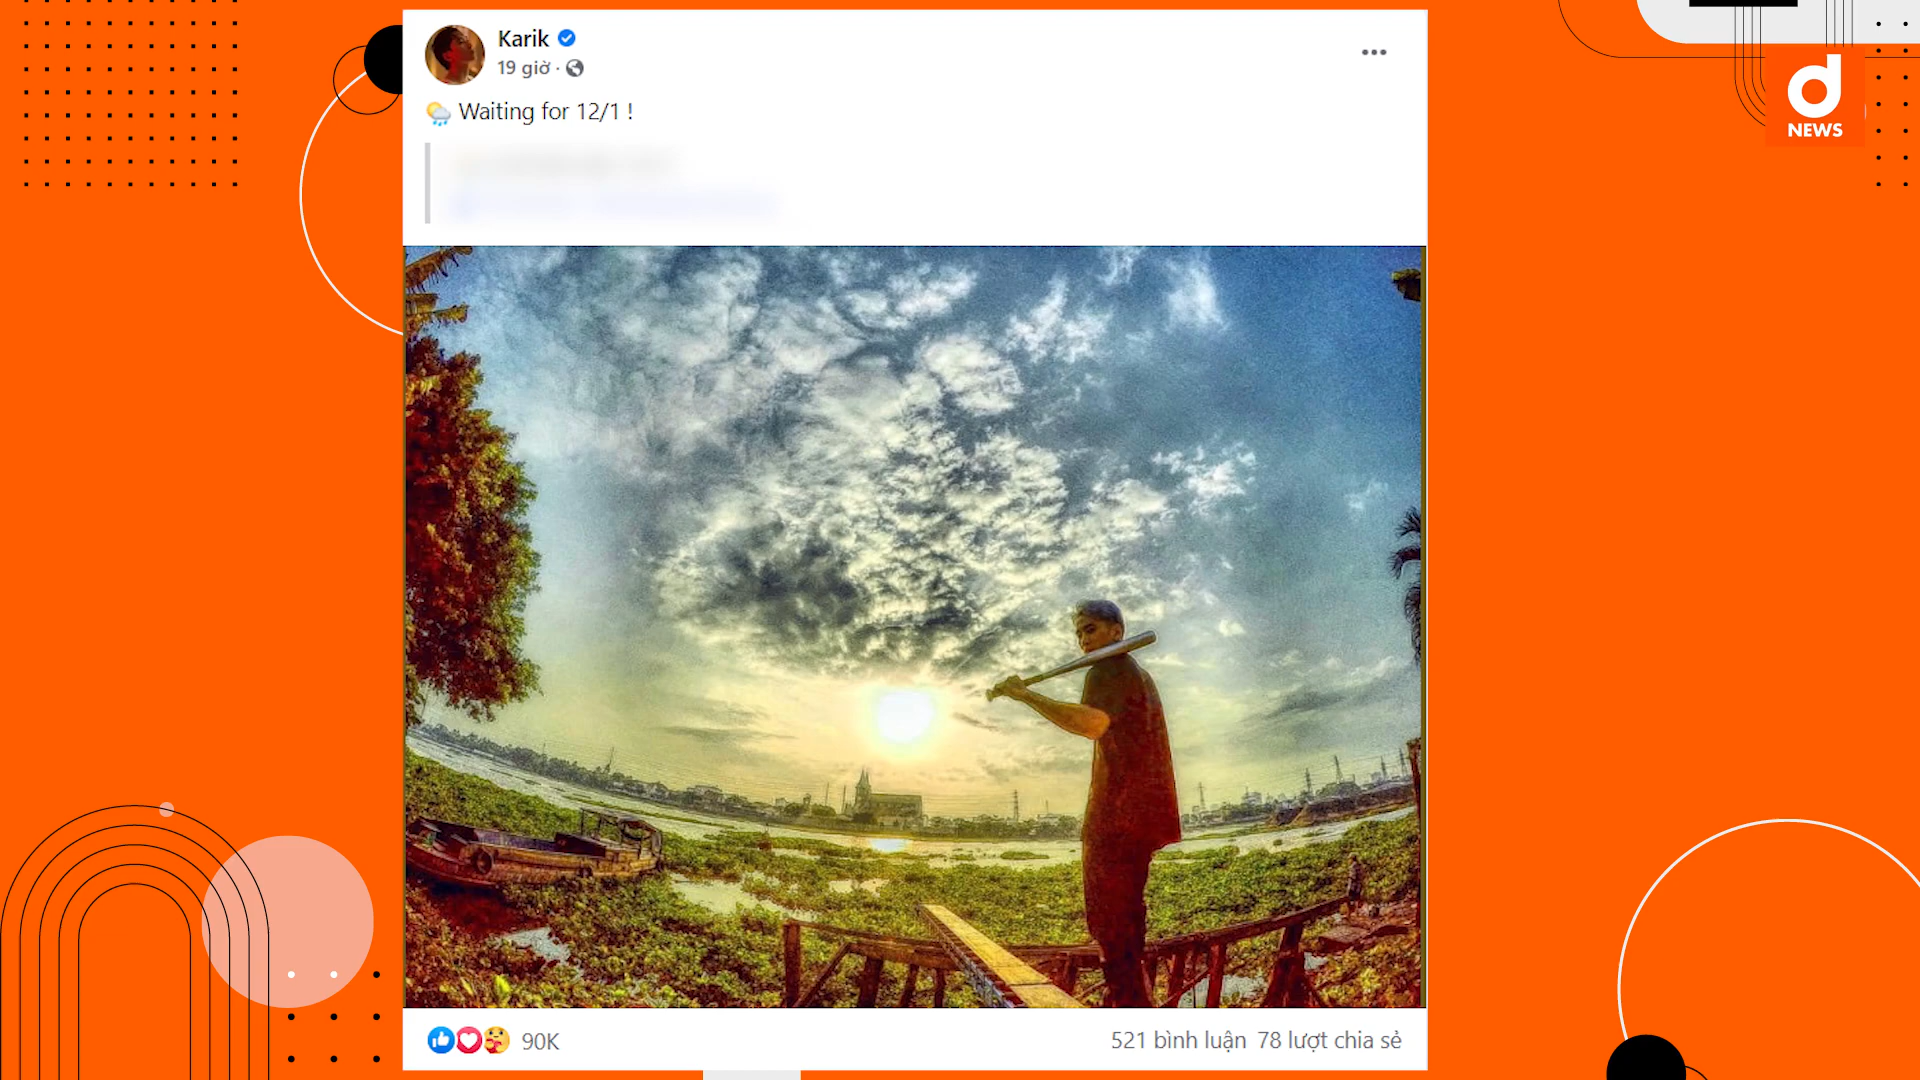 Karik
19 giờ ·
Waiting for 12/1 !
d
NEWS
90K
521 bình luận 78 lượt chia sẻ